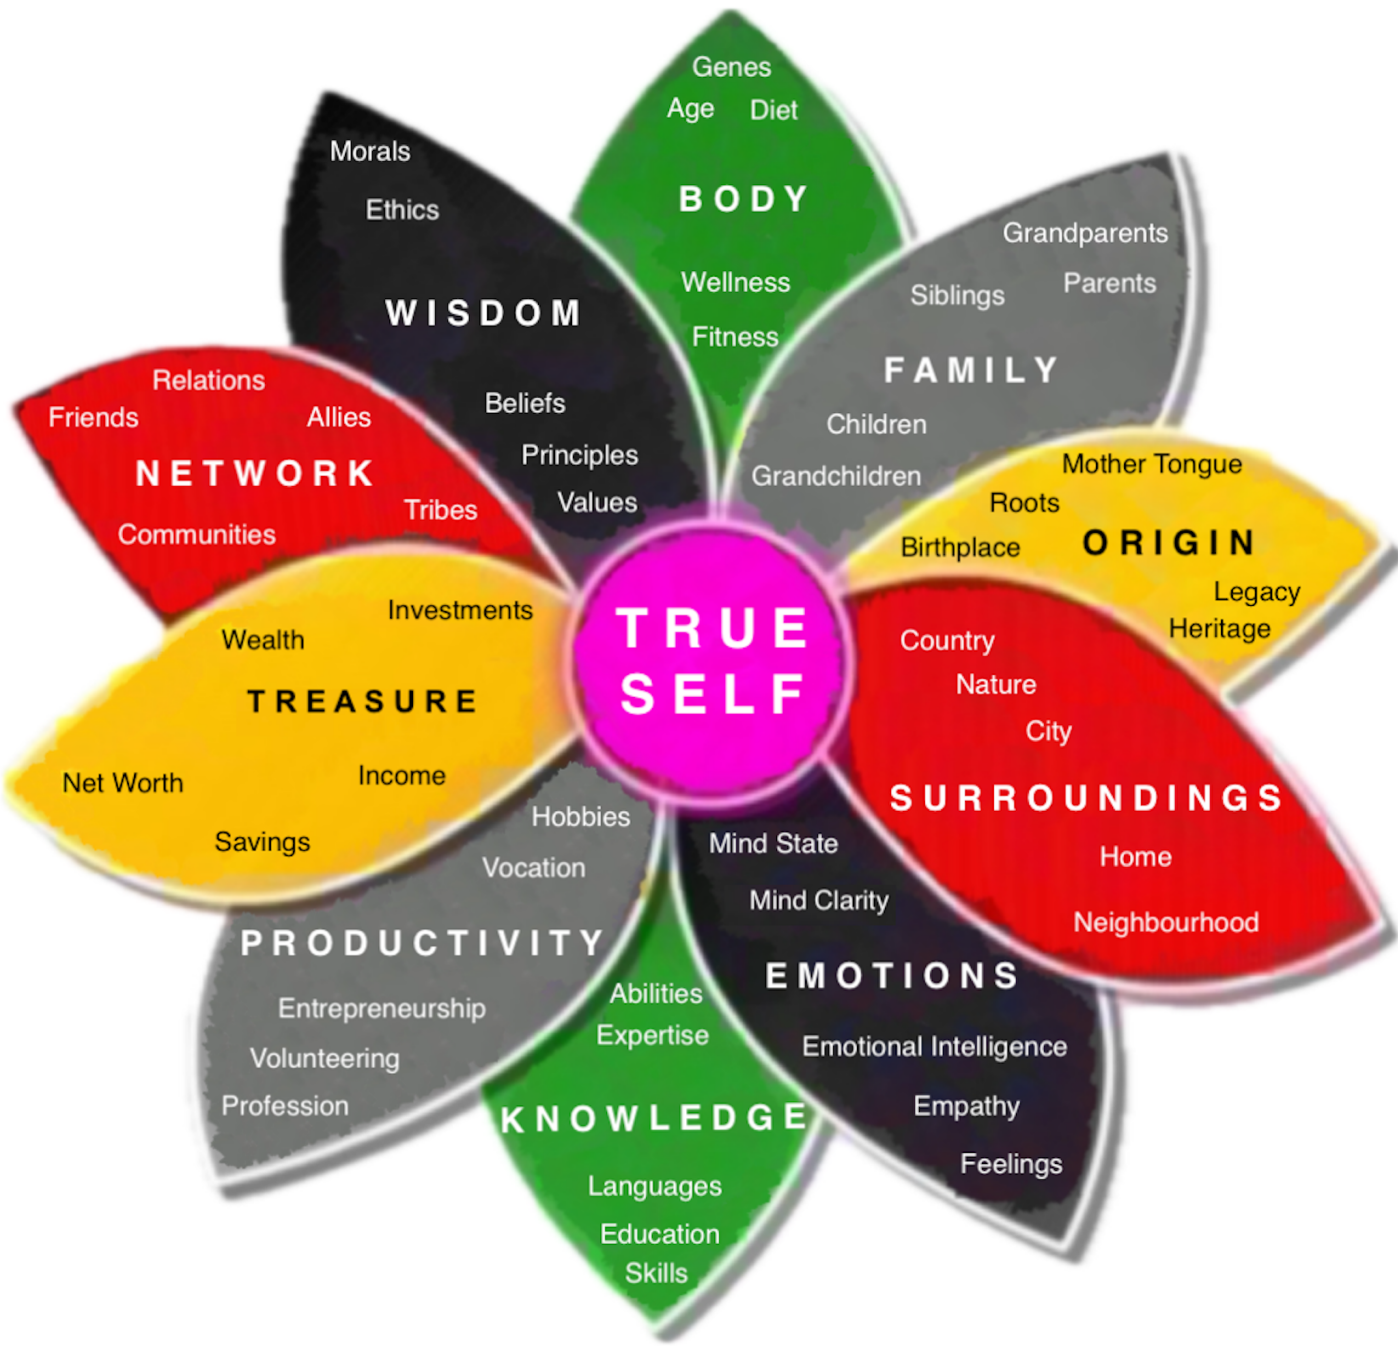 Genes
Age Diet
BODY
Wellness
Fitness
Grandparents
Siblings Parents
FAMILY
Children
Grandchildren
Mother Tongue
Roots
Birthplace ORIGIN
Legacy
Heritage
Country
Nature
City
SURROUNDINGS
Home
Neighbourhood
Mind State
Mind Clarity
EMOTIONS
Emotional Intelligence
Empathy
Feelings
Abilities
Expertise
KNOWLEDGE
Languages
Education
Skills
Hobbies
Vocation
PRODUCTIVITY
Entrepreneurship
Volunteering
Profession
Investments
Wealth
TREASURE
Net Worth Income
Savings
Relations
Friends Allies
NETWORK
Tribes
Communities
Morals
Ethics
WISDOM
Beliefs
Principles
Values
TRUE
SELF